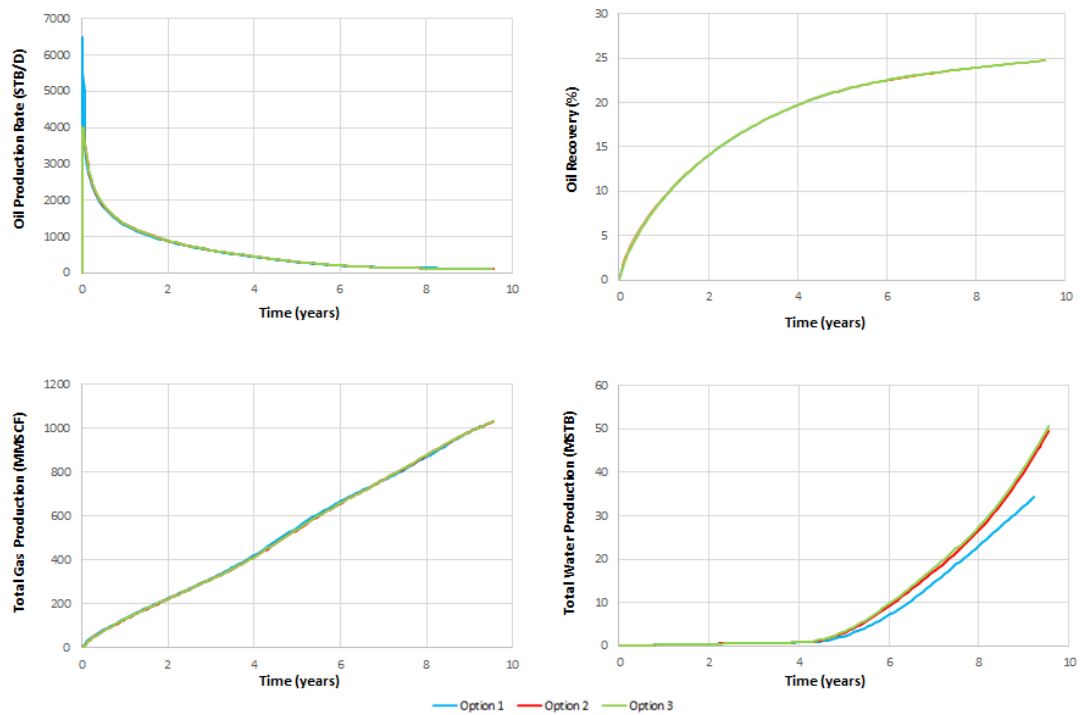 Oil Production Rate (STB/D)
7000
6000
5000
4000
3000
2000
1000
0
0 2 4 6 8 10
Time (years)
Oil Recovery (%)
30
25
20
15
10
5
0
0 2 4 6 8 10
Time (years)
Total Gas Production (MMSCF)
1200
1000
800
600
400
200
0
0 2 4 6 8 10
Time (years)
Total Water Production (MSTB)
60
50
40
30
20
10
0
0 2 4 6 8 10
Time (years)
Option 1 Option 2 Option 3